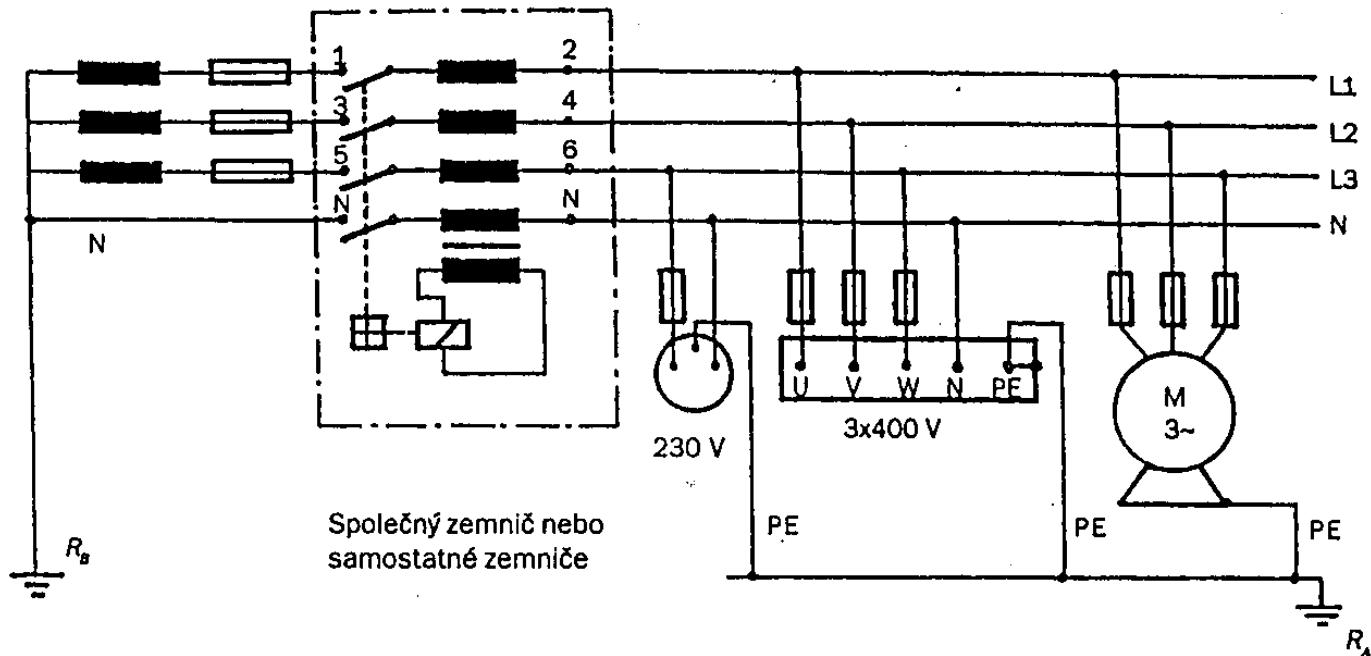 1
2
L1
3
4
L2
5
6
L3
N
N
N
N
U V W N PE
230 V
3x400 V
M
3~
Společný zemnič nebo
samostatné zemniče
PE
PE
PE
R_B
R_A